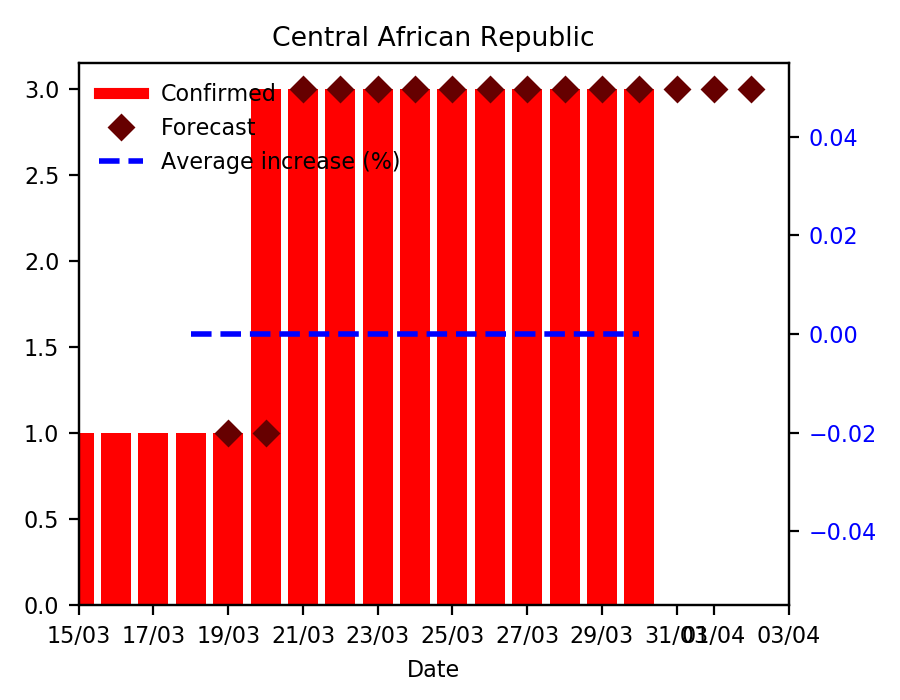 Central African Republic
Confirmed
Forecast
Average increase (%)
3.0
2.5
2.0
1.5
1.0
0.5
0.0
0.04
0.02
0.00
−0.02
−0.04
15/03 17/03 19/03 21/03 23/03 25/03 27/03 29/03 31/03 01/04 03/04
Date